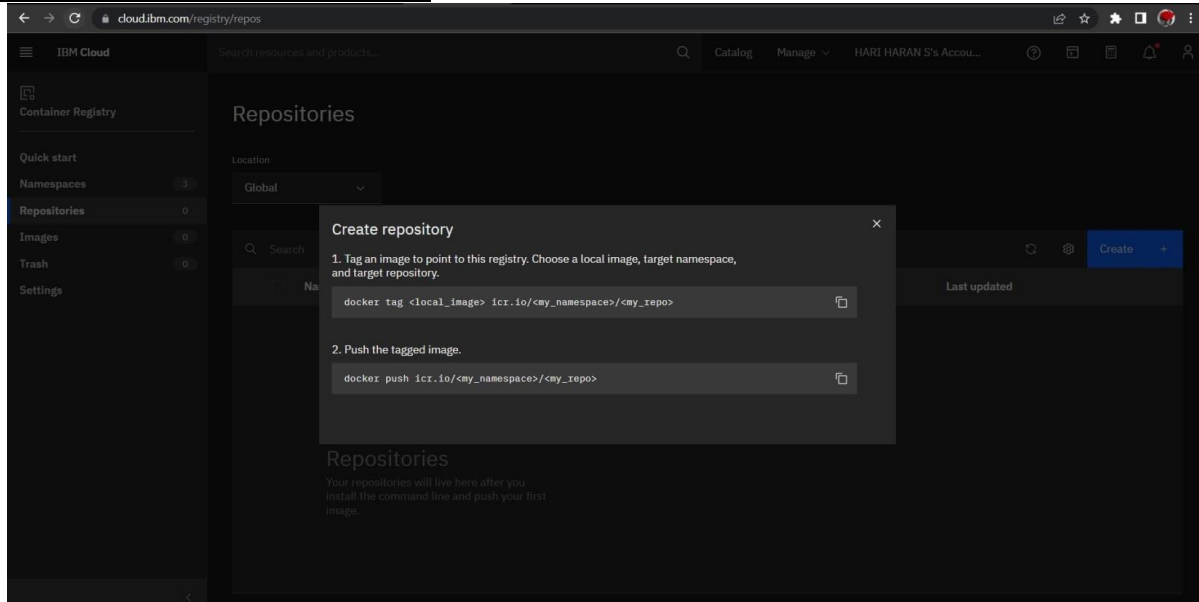 cloud.ibm.com/registry/repos
IBM Cloud
Search resources and products...
Catalog
Manage
HARI HARAN S's Accou...
Container Registry
Repositories
Quick start
Location
Namespaces 3
Global
Repositories 0
Images 0
Trash 0
Settings
Search
Create +
Na
Last updated
Create repository
1. Tag an image to point to this registry. Choose a local image, target namespace,
and target repository.
docker tag <local_image> icr.io/<my_namespace>/<my_repo>
2. Push the tagged image.
docker push icr.io/<my_namespace>/<my_repo>
Repositories
Your repositories will live here after you
install the command line and push your first
image.